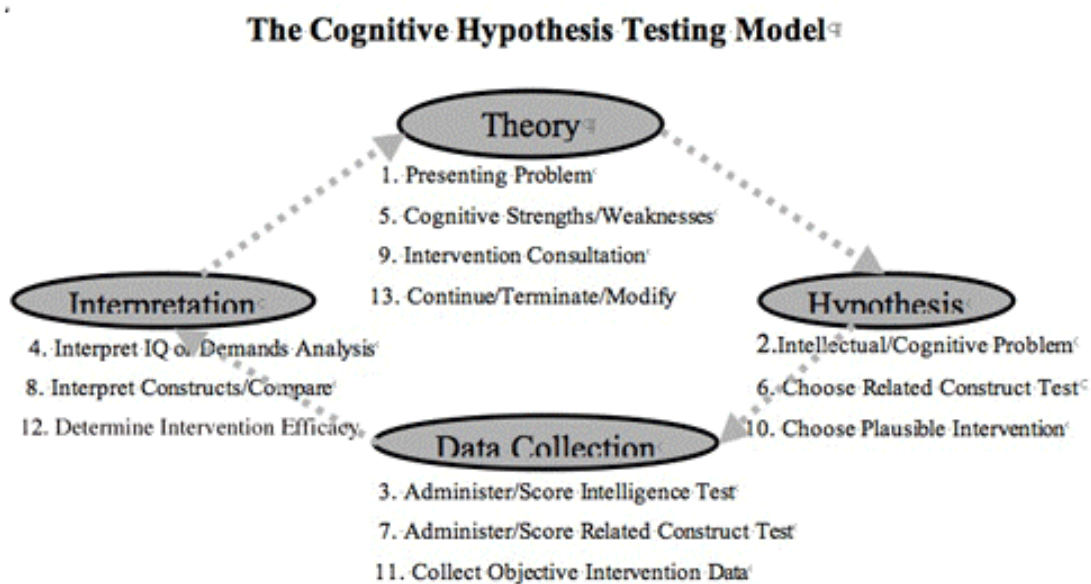 The Cognitive Hypothesis Testing Model
Theory
1. Presenting Problem
5. Cognitive Strengths/Weaknesses
9. Intervention Consultation
13. Continue/Terminate/Modify
Interpretation
4. Interpret IQ or Demands Analysis
8. Interpret Constructs/Compare
12. Determine Intervention Efficacy
Hypothesis
2.Intellectual/Cognitive Problem
6. Choose Related Construct Test
10. Choose Plausible Intervention
Data Collection
3. Administer/Score Intelligence Test
7. Administer/Score Related Construct Test
11. Collect Objective Intervention Data